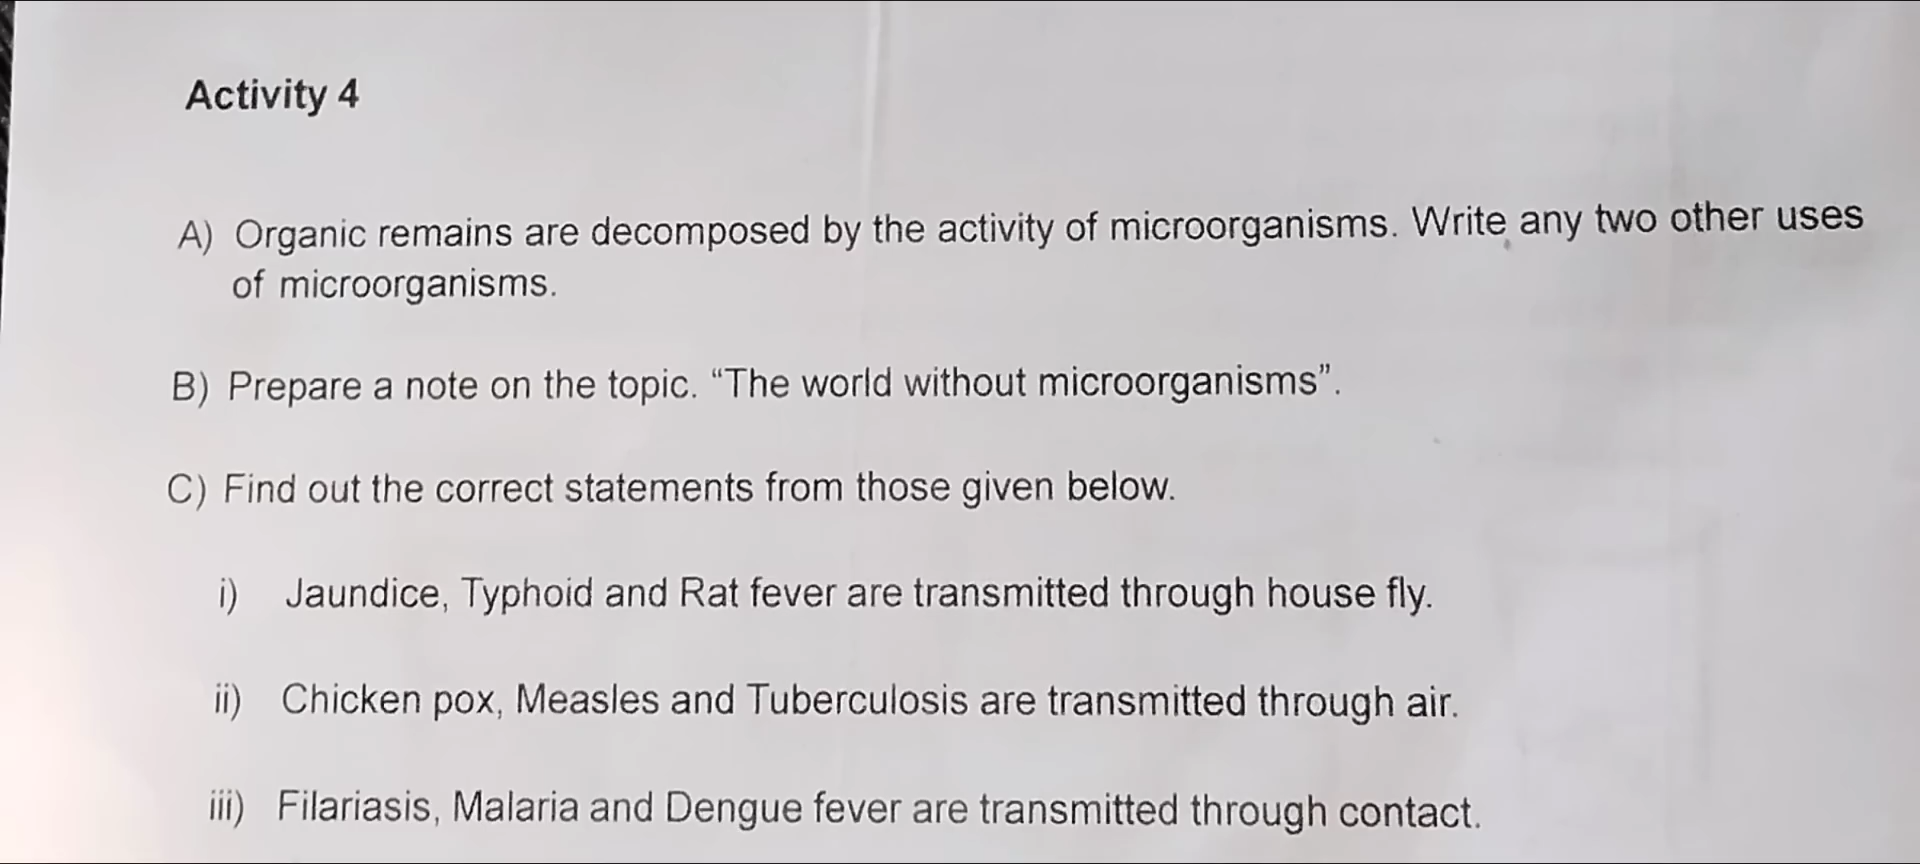 Activity 4
A) Organic remains are decomposed by the activity of microorganisms. Write any two other uses
of microorganisms.
B) Prepare a note on the topic. “The world without microorganisms”.
C) Find out the correct statements from those given below.
i) Jaundice, Typhoid and Rat fever are transmitted through house fly.
ii) Chicken pox, Measles and Tuberculosis are transmitted through air.
iii) Filariasis, Malaria and Dengue fever are transmitted through contact.